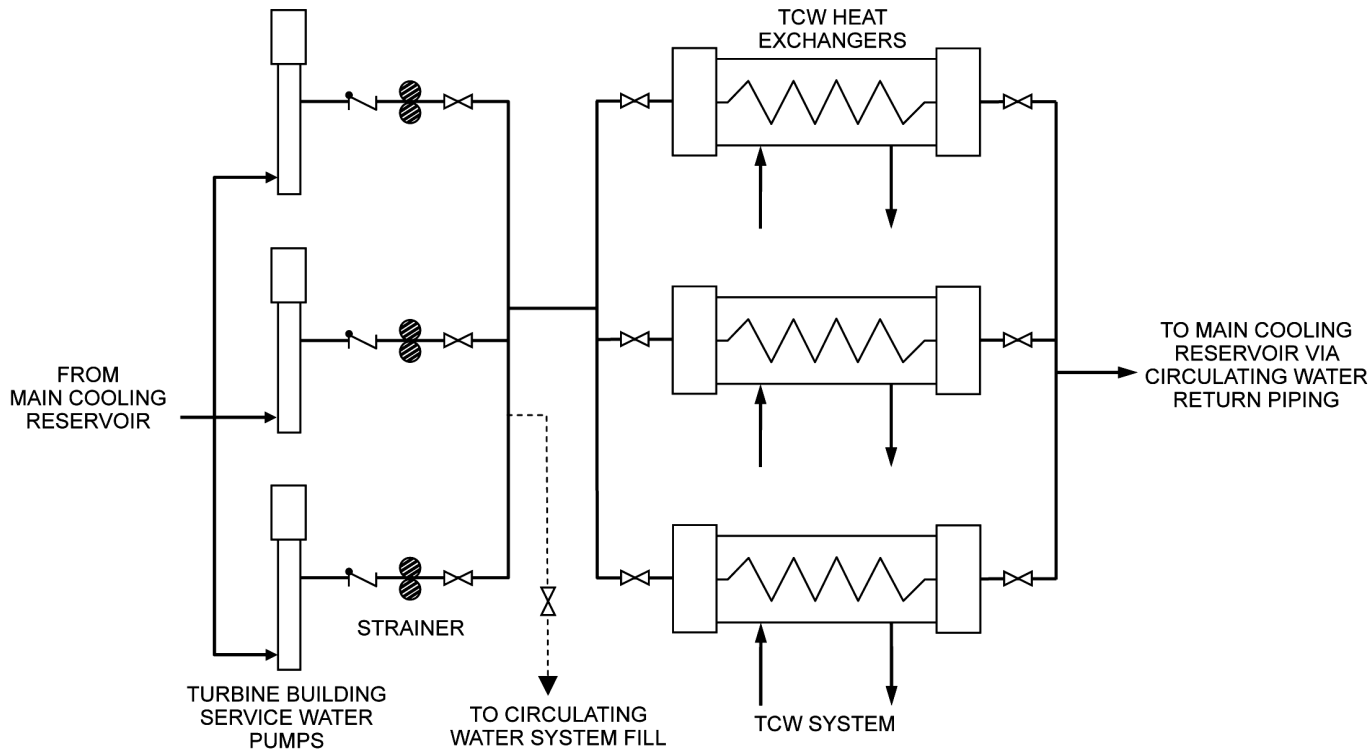 TCW HEAT
EXCHANGERS
FROM
MAIN COOLING
RESERVOIR
TO MAIN COOLING
RESERVOIR VIA
CIRCULATING WATER
RETURN PIPING
STRAINER
TURBINE BUILDING
SERVICE WATER
PUMPS
TO CIRCULATING
WATER SYSTEM FILL
TCW SYSTEM